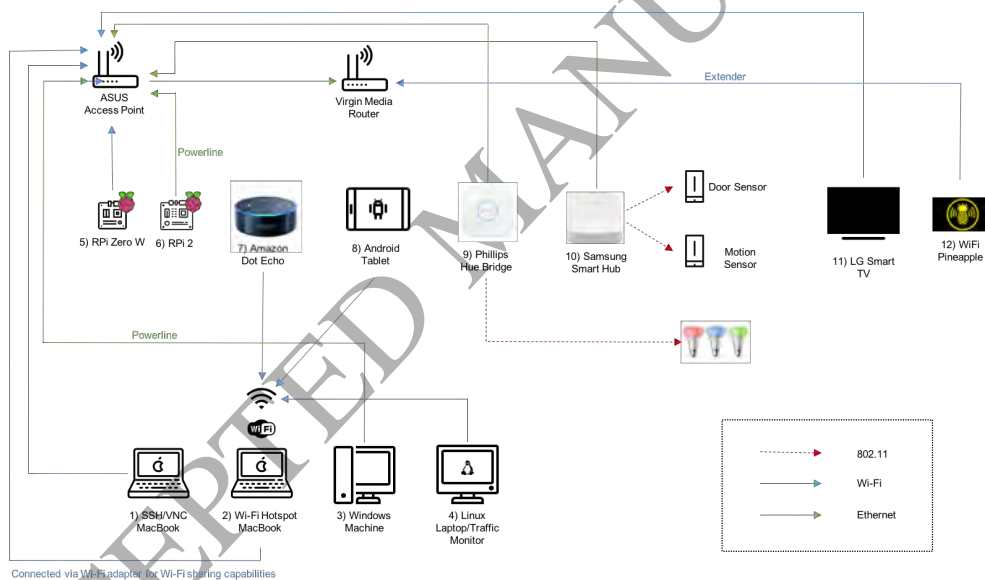 ACCEPTED MANU
Extender
ASUS
Access Point
Virgin Media
Router
Powerline
5) RPi Zero W
6) RPi 2
7) Amazon
Dot Echo
8) Android
Tablet
9) Phillips
Hue Bridge
10) Samsung
Smart Hub
Door Sensor
Motion
Sensor
11) LG Smart
TV
12) WiFi
Pineapple
Powerline
Wi Fi
1) SSH/VNC
MacBook
2) Wi-Fi Hotspot
MacBook
3) Windows
Machine
4) Linux
Laptop/Traffic
Monitor
802.11
Wi-Fi
Ethernet
Connected via Wi-Fi adapter for Wi-Fi sharing capabilities